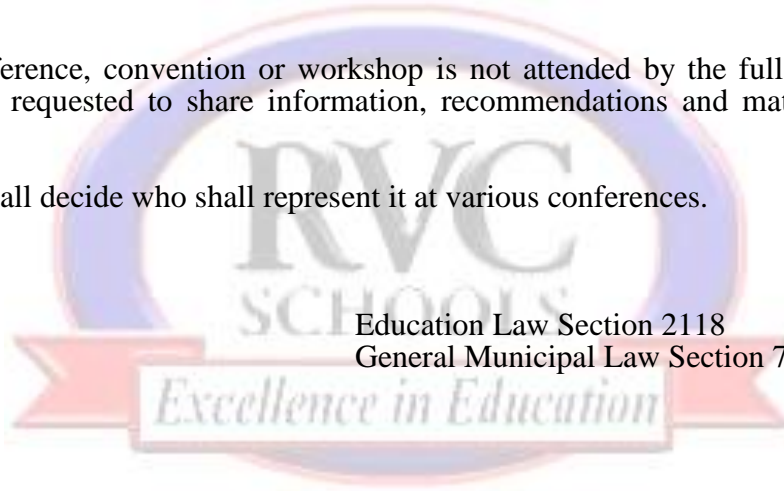 ference, convention or workshop is not attended by the full
requested to share information, recommendations and mat
all decide who shall represent it at various conferences.
RVC
SCHOOLS
Education Law Section 2118
General Municipal Law Section 7
Excellence in Education